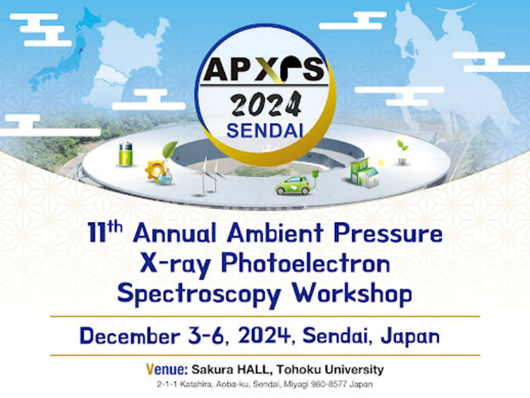 APXPS
2024
SENDAI
11th Annual Ambient Pressure
X-ray Photoelectron
Spectroscopy Workshop
December 3-6, 2024, Sendai, Japan
Venue: Sakura HALL, Tohoku University
2-1-1 Katahira, Aoba-ku, Sendai, Miyagi 980-8577 Japan